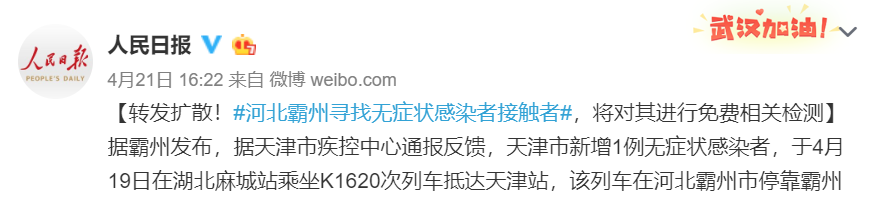 武汉加油!
人民日报
人民日报
PEOPLE'S DAILY
4月21日 16:22 来自 微博 weibo.com
【转发扩散！#河北霸州寻找无症状感染者接触者#，将对其进行免费相关检测】
据霸州发布，据天津市疾控中心通报反馈，天津市新增1例无症状感染者，于4月
19日在湖北麻城站乘坐K1620次列车抵达天津站，该列车在河北霸州市停靠霸州